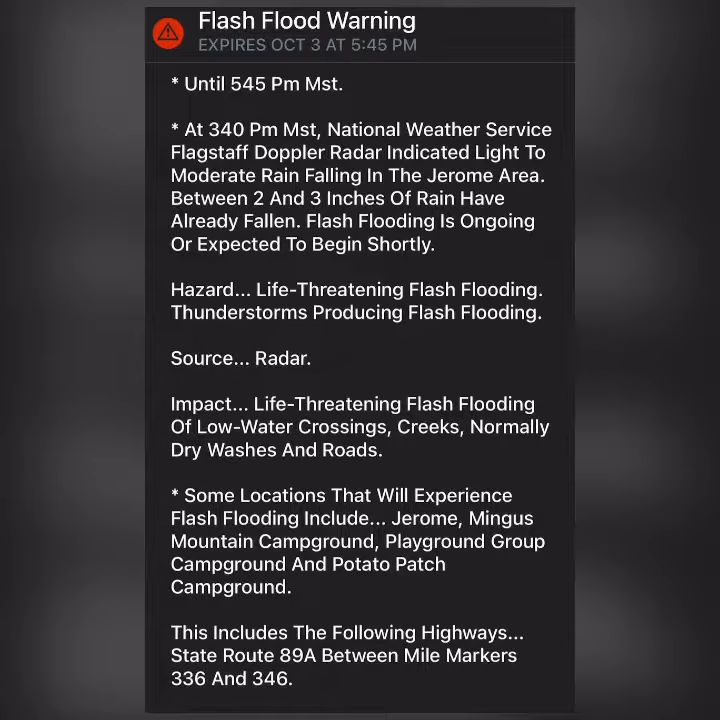 Flash Flood Warning
EXPIRES OCT 3 AT 5:45 PM
* Until 545 Pm Mst.
* At 340 Pm Mst, National Weather Service
Flagstaff Doppler Radar Indicated Light To
Moderate Rain Falling In The Jerome Area.
Between 2 And 3 Inches Of Rain Have
Already Fallen. Flash Flooding Is Ongoing
Or Expected To Begin Shortly.
Hazard... Life-Threatening Flash Flooding.
Thunderstorms Producing Flash Flooding.
Source... Radar.
Impact... Life-Threatening Flash Flooding
Of Low-Water Crossings, Creeks, Normally
Dry Washes And Roads.
* Some Locations That Will Experience
Flash Flooding Include... Jerome, Mingus
Mountain Campground, Playground Group
Campground And Potato Patch
Campground.
This Includes The Following Highways...
State Route 89A Between Mile Markers
336 And 346.